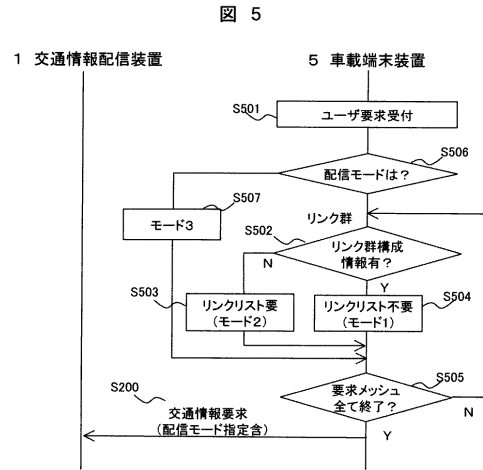 図 5
1 交通情報配信装置
5 車載端末装置
S501
ユーザ要求受付
S506
配信モードは？
S507
モード3
リンク群
S502
リンク群構成
情報有？
N
Y
S503
リンクリスト要
(モード2)
S504
リンクリスト不要
(モード1)
S505
要求メッシュ
全て終了？
N
Y
S200
交通情報要求
(配信モード指定含)